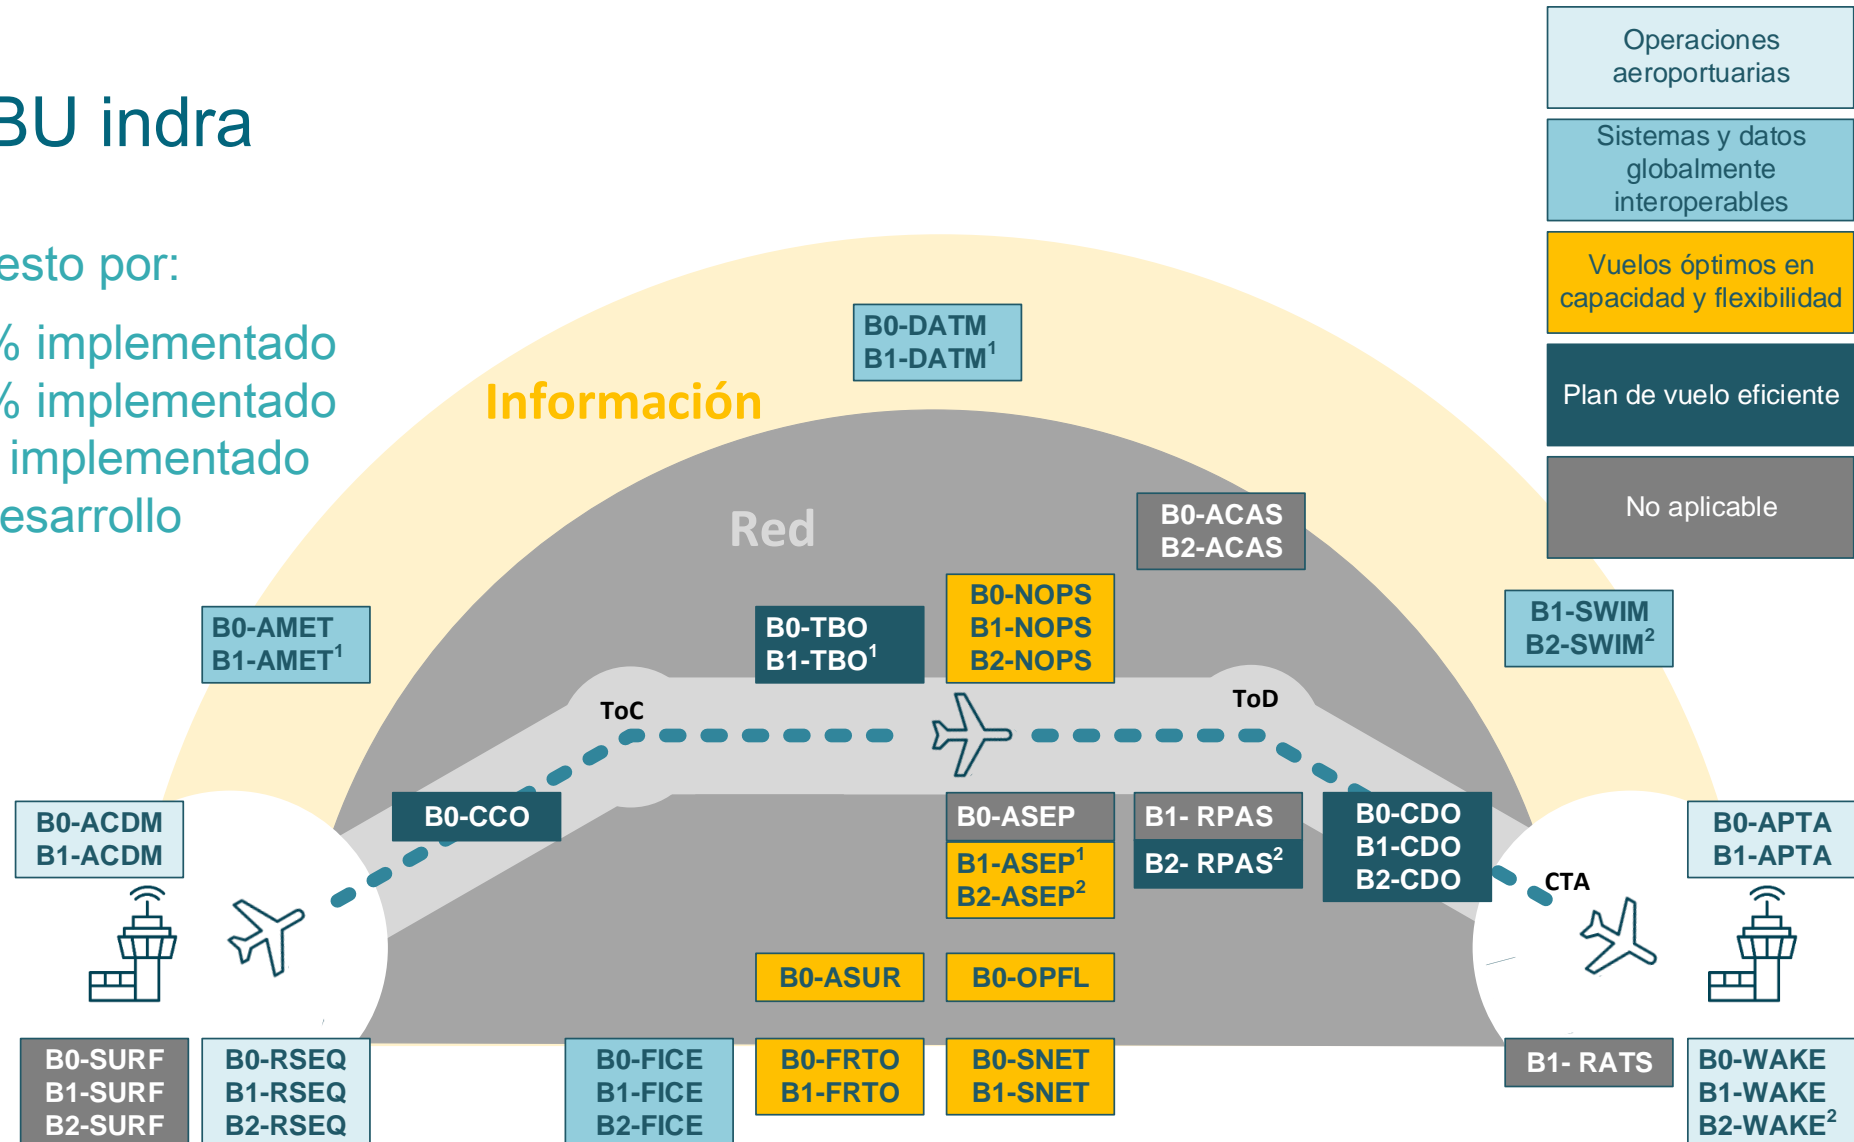 BU indra
esto por:
% implementado
% implementado
implementado
esarrollo
Operaciones
aeroportuarias
Sistemas y datos
globalmente
interoperables
Vuelos óptimos en
capacidad y flexibilidad
Plan de vuelo eficiente
No aplicable
B0-DATM
B1-DATM¹
Información
Red
B0-ACAS
B2-ACAS
B0-AMET
B1-AMET¹
B0-TBO
B1-TBO¹
B0-NOPS
B1-NOPS
B2-NOPS
B1-SWIM
B2-SWIM²
ToC
ToD
B0-ACDM
B1-ACDM
B0-CCO
B0-ASEP
B1-ASEP¹
B2-ASEP²
B1- RPAS
B2- RPAS²
B0-CDO
B1-CDO
B2-CDO
CTA
B0-APTA
B1-APTA
B0-ASUR
B0-OPFL
B0-SURF
B1-SURF
B2-SURF
B0-RSEQ
B1-RSEQ
B2-RSEQ
B0-FICE
B1-FICE
B2-FICE
B0-FRTO
B1-FRTO
B0-SNET
B1-SNET
B1- RATS
B0-WAKE
B1-WAKE
B2-WAKE²